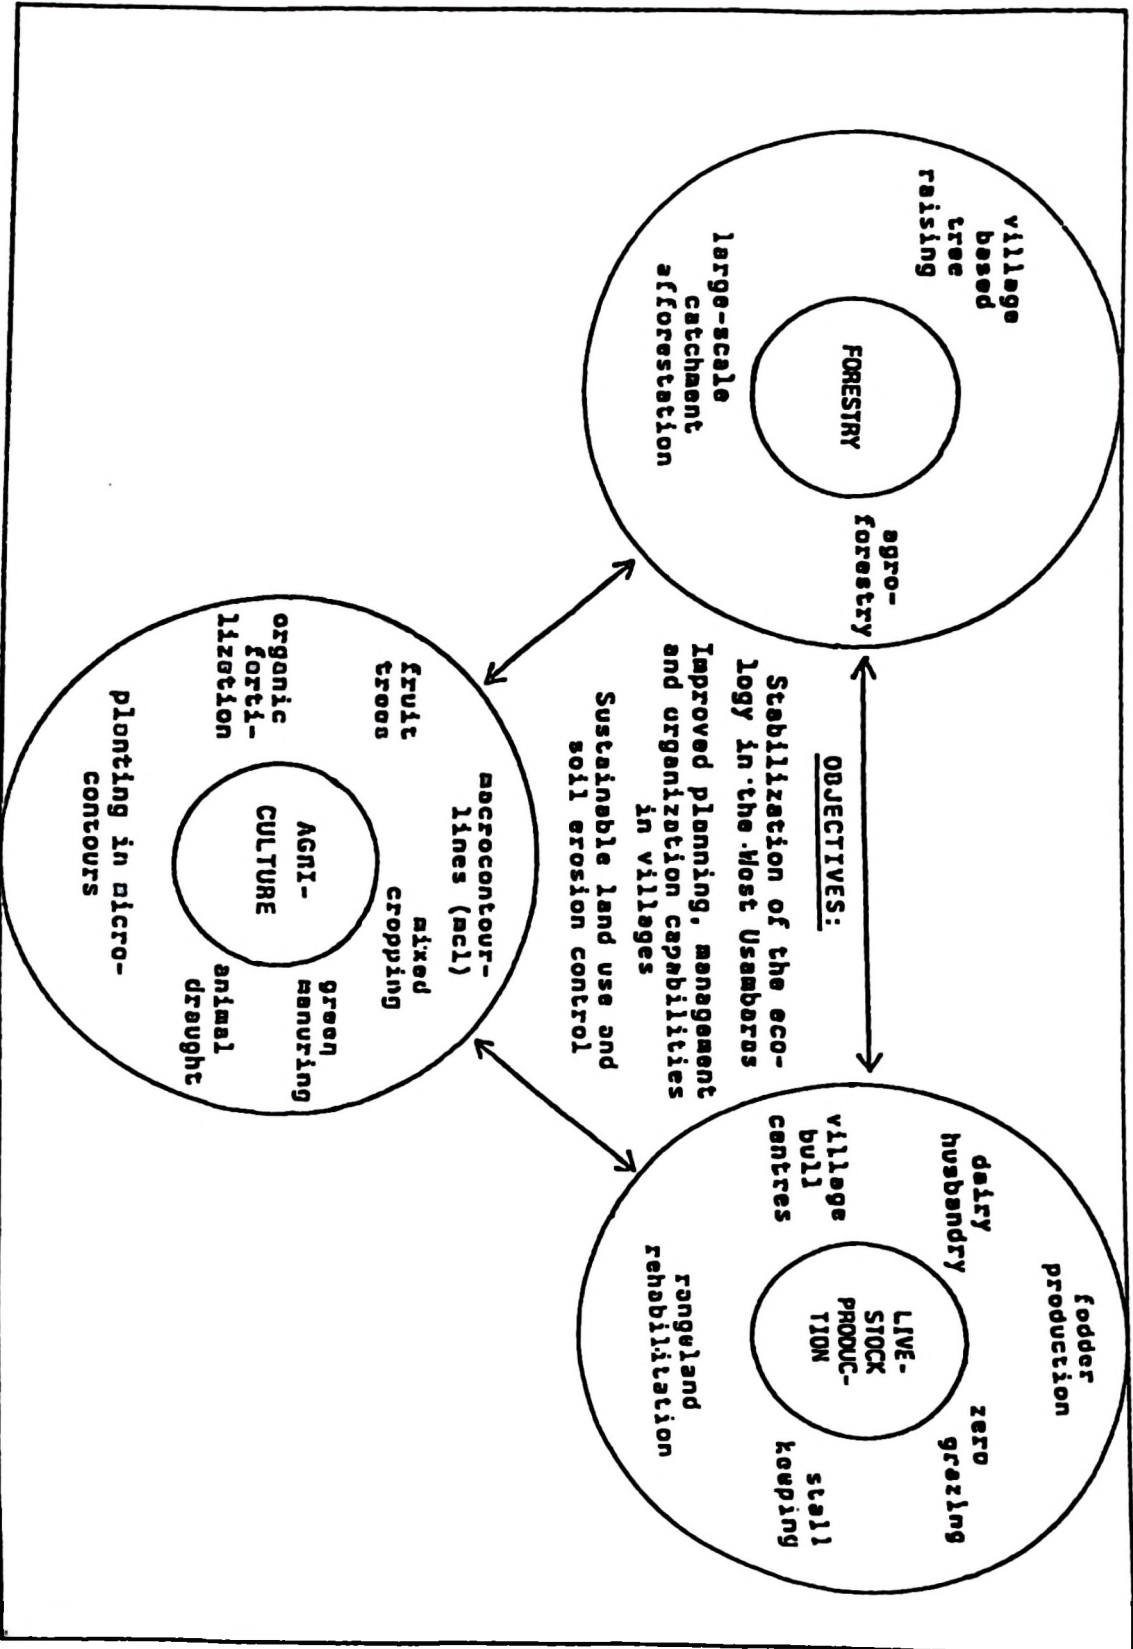 village
based
tree
raising
FORESTRY
large-scale
catchment
afforestation
agro-
forestry
OBJECTIVES:
Stabilization of the eco-
logy in the West Usambaras
Improved planning, management
and organization capabilities
in villages
Sustainable land use and
soil erosion control
fodder
production
dairy
husbandry
zero
grazing
LIVE-
STOCK
PRODUC-
TION
village
bull
centres
stall
keeping
rangeland
rehabilitation
macrocontour-
lines (mcl)
fruit
trees
mixed
cropping
organic
ferti-
lization
AGRI-
CULTURE
green
manuring
animal
draught
planting in micro-
contours